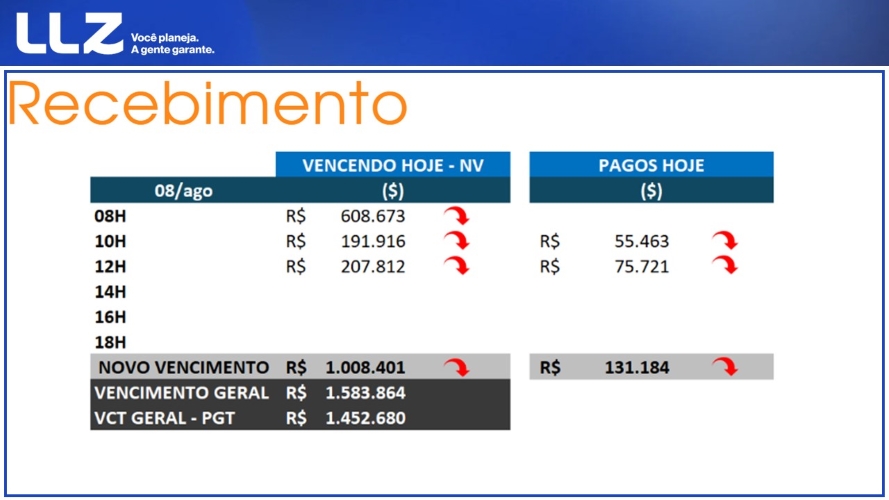 LLZ Você planeja.
A gente garante.
Recebimento
VENCENDO HOJE - NV PAGOS HOJE
08/ago ($) ($)
08H R$ 608.673
10H R$ 191.916 R$ 55.463
12H R$ 207.812 R$ 75.721
14H
16H
18H
NOVO VENCIMENTO R$ 1.008.401 R$ 131.184
VENCIMENTO GERAL R$ 1.583.864
VCT GERAL - PGT R$ 1.452.680